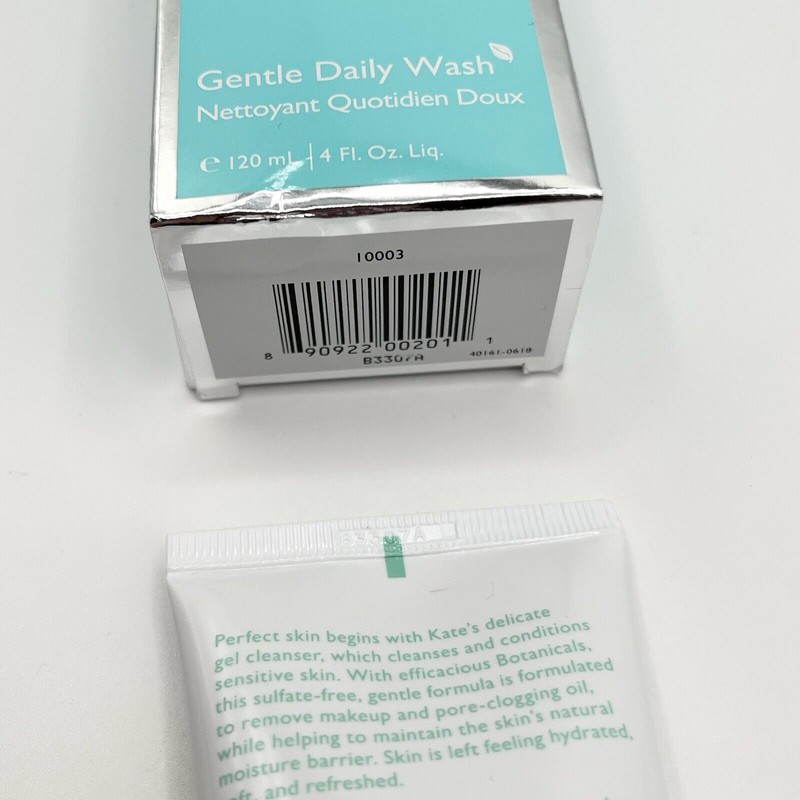 Gentle Daily Wash
Nettoyant Quotidien Doux
℮ 120 mL | 4 Fl. Oz. Liq.
10003
8 90922 00201 1
B3307A
40161-0618
Perfect skin begins with Kate's delicate
gel cleanser, which cleanses and conditions
sensitive skin. With efficacious Botanicals,
this sulfate-free, gentle formula is formulated
to remove makeup and pore-clogging oil,
while helping to maintain the skin's natural
moisture barrier. Skin is left feeling hydrated,
and refreshed.